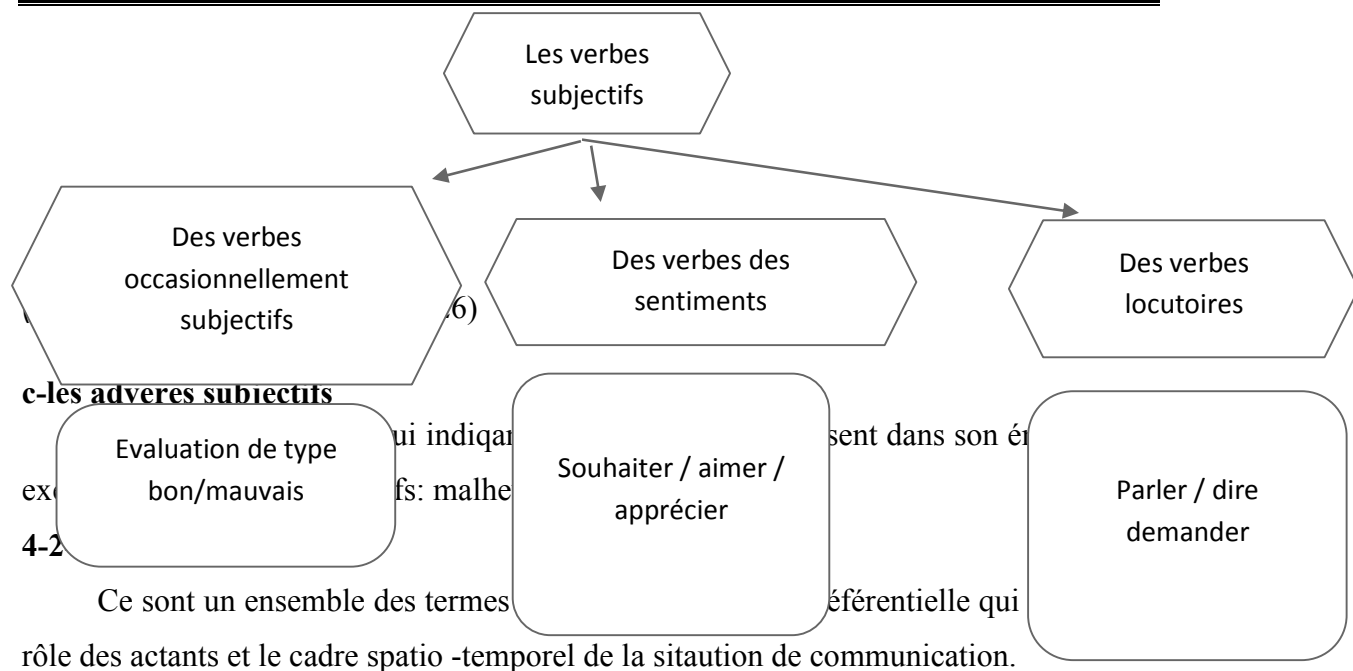 Les verbes
subjectifs
Des verbes
occasionnellement
subjectifs
Des verbes des
sentiments
Des verbes
locutoires
6)
c-les adveres subjectifs
Evaluation de type
bon/mauvais
ui indiqar
sent dans son én
Souhaiter / aimer /
apprécier
Parler / dire
demander
ex
fs: malhe
4-2
Ce sont un ensemble des termes
éférentielle qui
rôle des actants et le cadre spatio -temporel de la sitaution de communication.